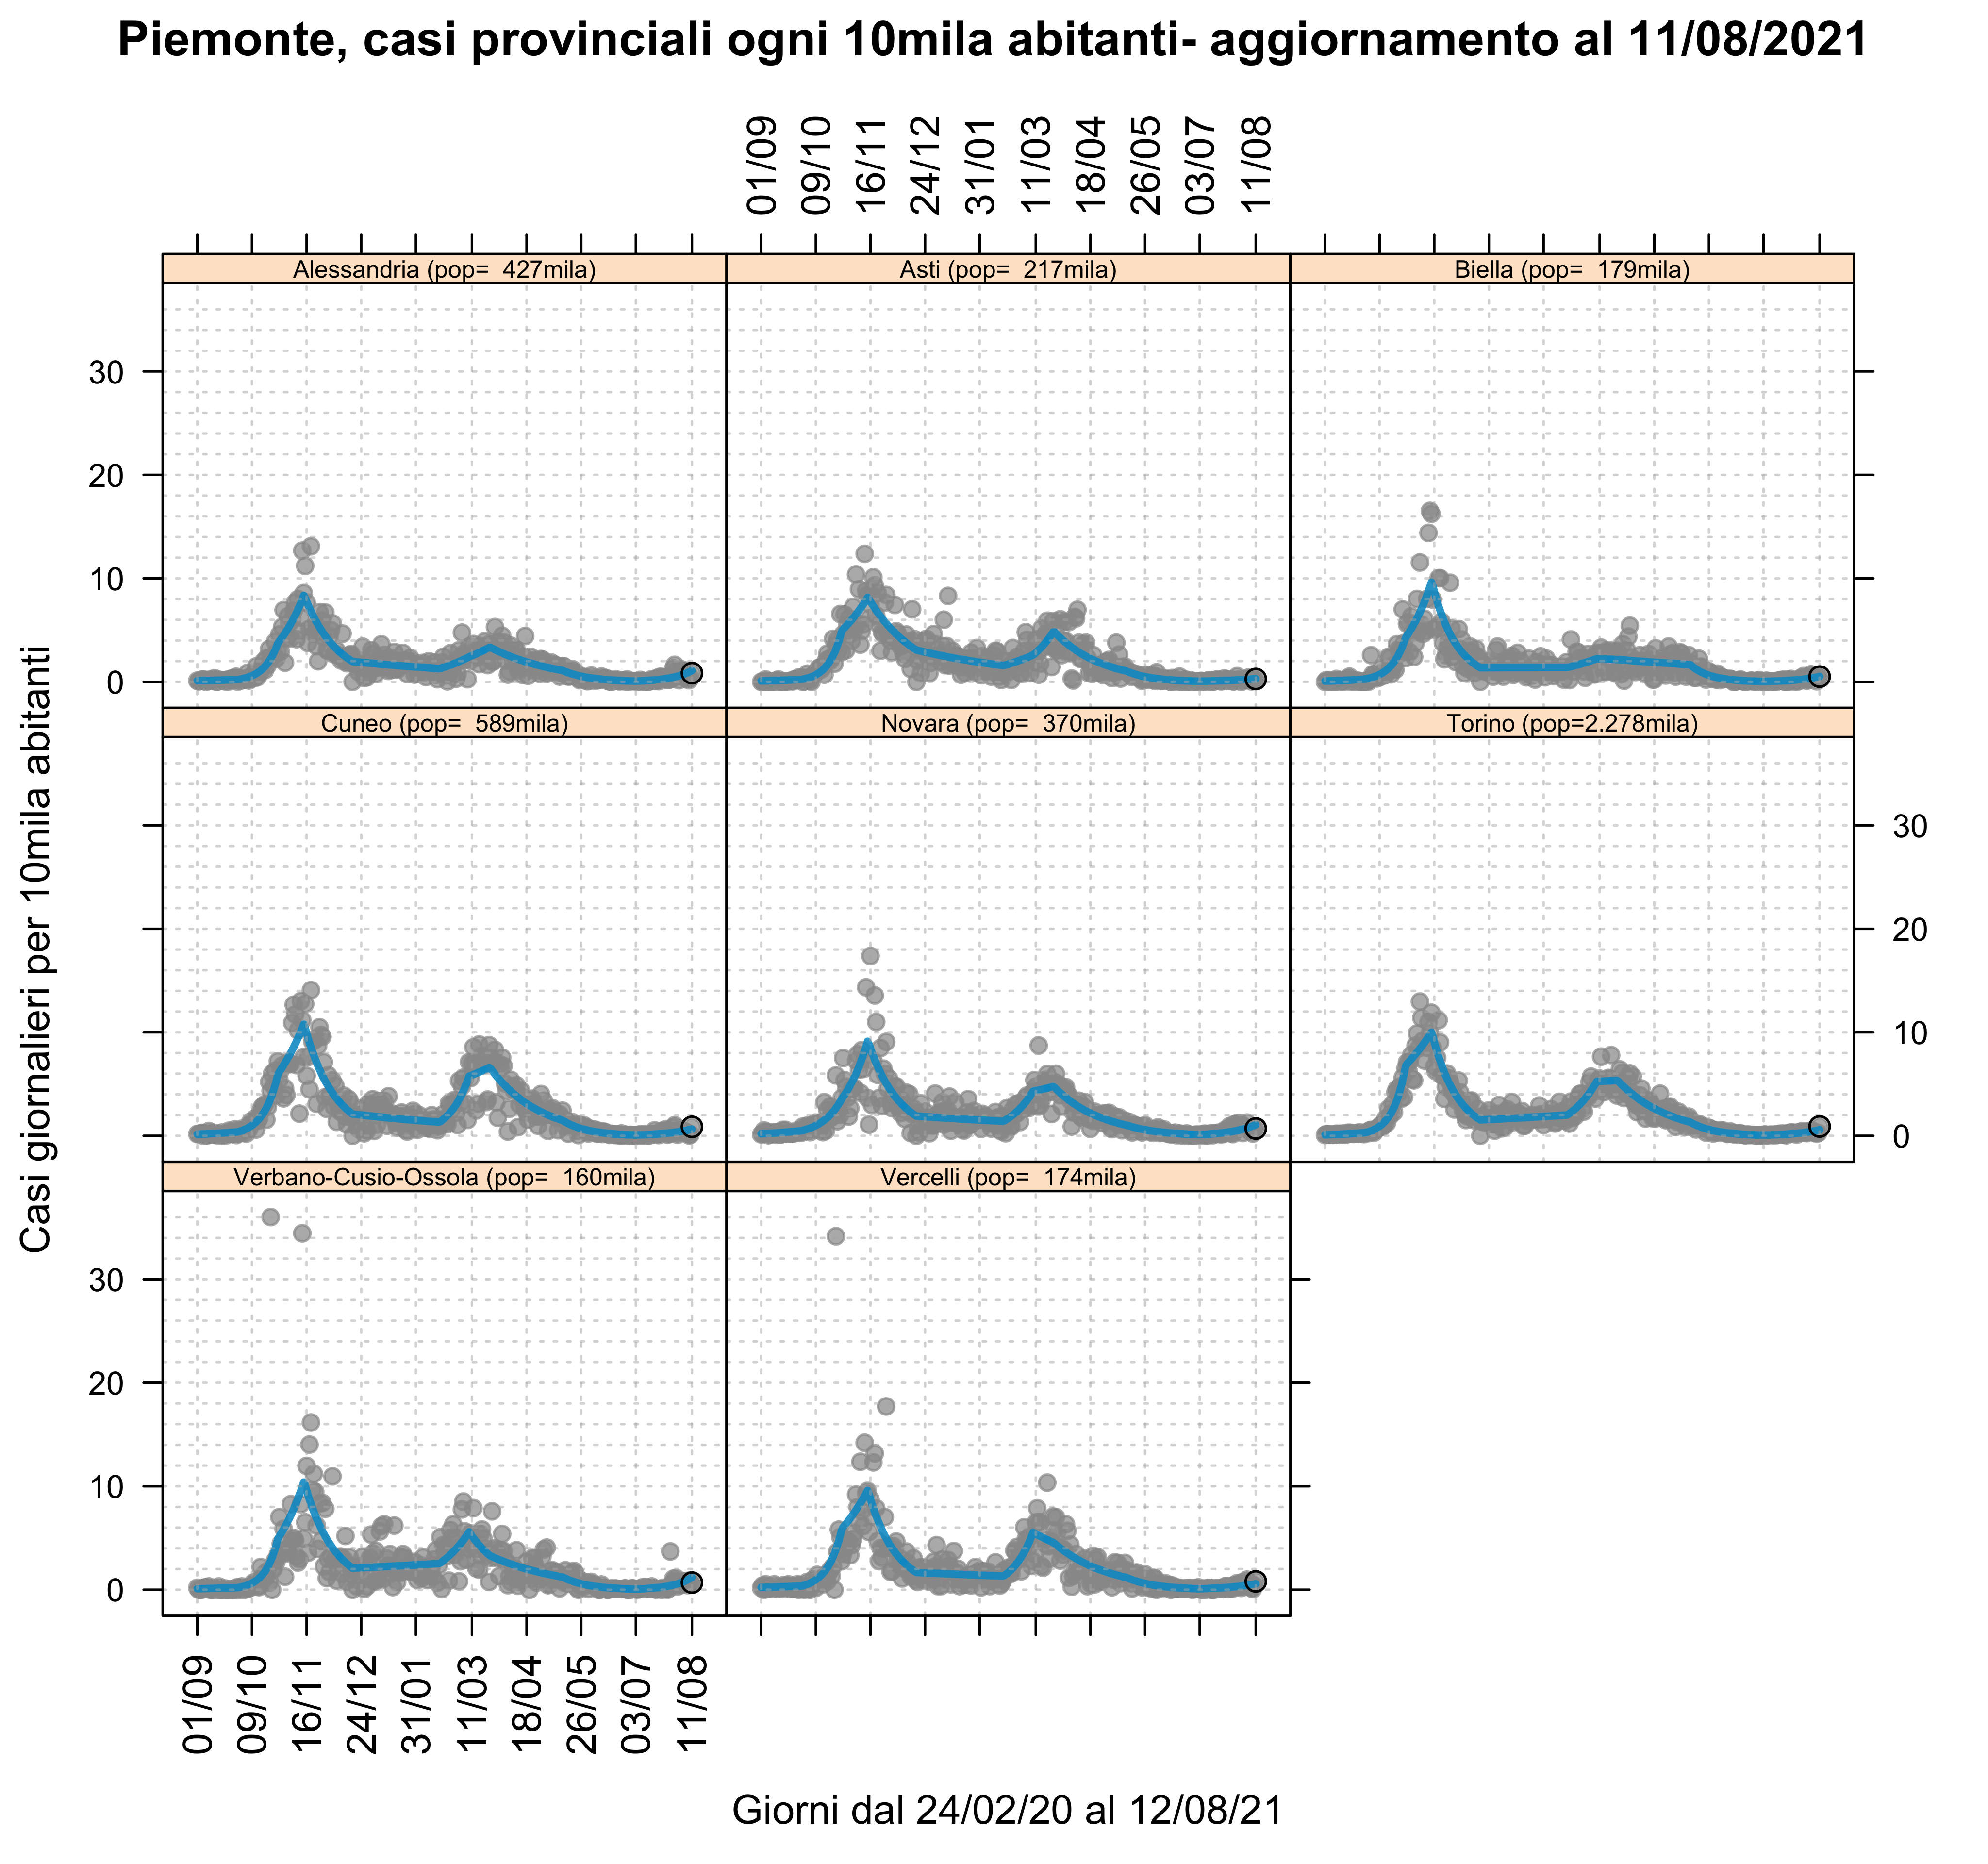 Piemonte, casi provinciali ogni 10mila abitanti- aggiornamento al 11/08/2021
01/09 09/10 16/11 24/12 31/01 11/03 18/04 26/05 03/07 11/08
Alessandria (pop=  427mila)
Asti (pop=  217mila)
Biella (pop=  179mila)
30
20
10
0
Cuneo (pop=  589mila)
Novara (pop=  370mila)
Torino (pop=2.278mila)
30
20
10
0
Casi giornalieri per 10mila abitanti
Verbano-Cusio-Ossola (pop=  160mila)
Vercelli (pop=  174mila)
30
20
10
0
01/09 09/10 16/11 24/12 31/01 11/03 18/04 26/05 03/07 11/08
Giorni dal 24/02/20 al 12/08/21